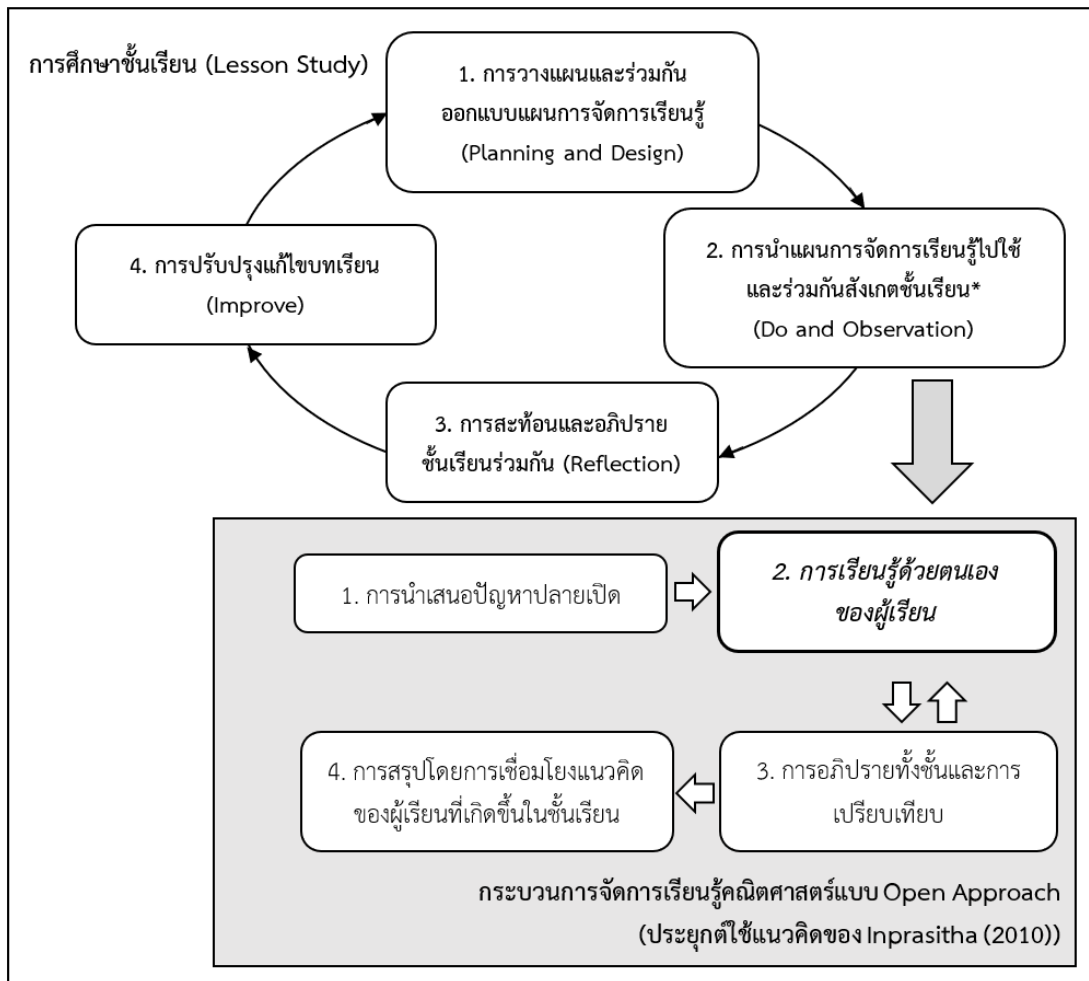 การศึกษาชั้นเรียน (Lesson Study)
1. การวางแผนและร่วมกัน
ออกแบบแผนการจัดการเรียนรู้
(Planning and Design)
2. การนำแผนการจัดการเรียนรู้ไปใช้
และร่วมกันสังเกตชั้นเรียน*
(Do and Observation)
3. การสะท้อนและอภิปราย
ชั้นเรียนร่วมกัน (Reflection)
4. การปรับปรุงแก้ไขบทเรียน
(Improve)
1. การนำเสนอปัญหาปลายเปิด
2. การเรียนรู้ด้วยตนเอง
ของผู้เรียน
3. การอภิปรายทั้งชั้นและการ
เปรียบเทียบ
4. การสรุปโดยการเชื่อมโยงแนวคิด
ของผู้เรียนที่เกิดขึ้นในชั้นเรียน
กระบวนการจัดการเรียนรู้คณิตศาสตร์แบบ Open Approach
(ประยุกต์ใช้แนวคิดของ Inprasitha (2010))